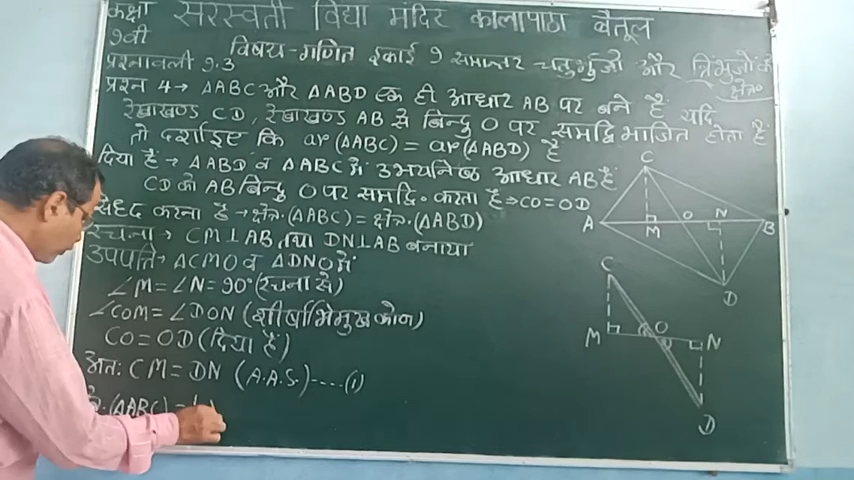 कक्षा सरस्वती विद्या मंदिर कालापाठा बैतूल
9वी विषय-गणित इकाई 9 समान्तर चतुर्भुजो और त्रिभुजों के क्षेत्र०
प्रश्नावली 9.3
प्रश्न 4→ ΔABC और ΔABD एक ही आधार AB पर बने हैं यदि
रेखाखण्ड CD, रेखाखण्ड AB से बिन्दु O पर समद्विभाजित होता है
तो दर्शाइए कि ar(ΔABC) = ar(ΔABD) है
दिया है→ ΔABD व ΔABC में उभयनिष्ठ आधार AB है
CD को AB बिन्दु O पर समद्वि. करता है ⇒ CO=OD
सिध्द करना है→ क्षेत्र.(ΔABC) = क्षेत्र.(ΔABD)
रचना→ CM⊥AB तथा DN⊥AB बनाया
उपपत्ति→ ΔCMO व ΔDNO में
∠M=∠N=90°(रचना से)
∠COM=∠DON (शीर्षाभिमुख कोण)
CO=OD (दिया है)
अत: CM=DN (A.A.S.)----(1)
(ΔABC) =
C
A M O N B
D
C
M O N
D